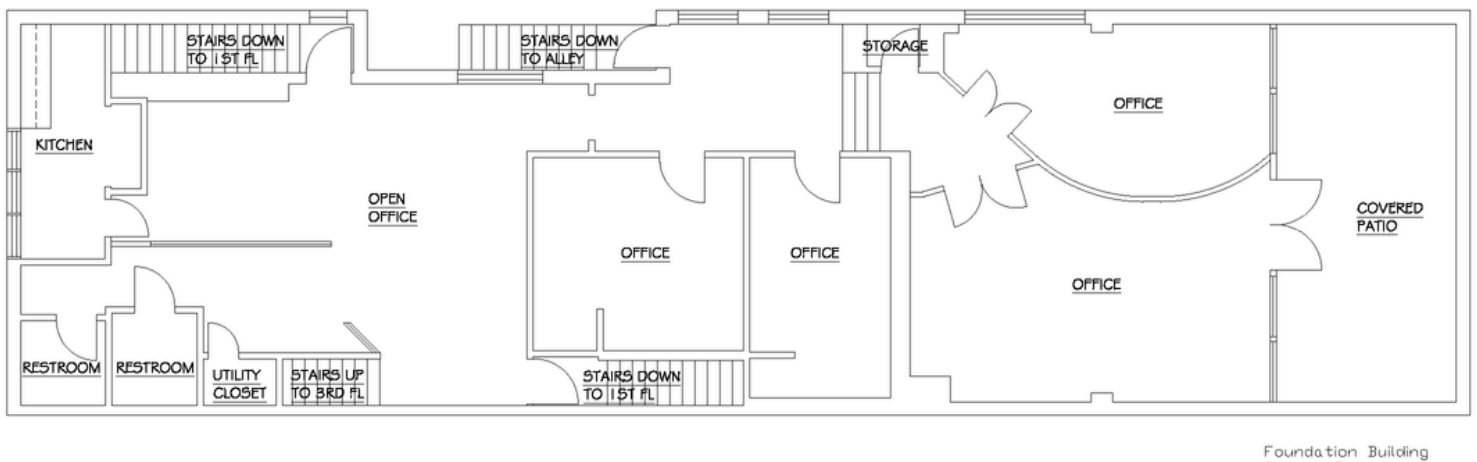 STAIRS DOWN
TO 1ST FL
STAIRS DOWN
TO ALLEY
STORAGE
OFFICE
KITCHEN
OPEN
OFFICE
COVERED
PATIO
OFFICE
OFFICE
OFFICE
RESTROOM
RESTROOM
UTILITY
CLOSET
STAIRS UP
TO 3RD FL
STAIRS DOWN
TO 1ST FL
Foundation Building